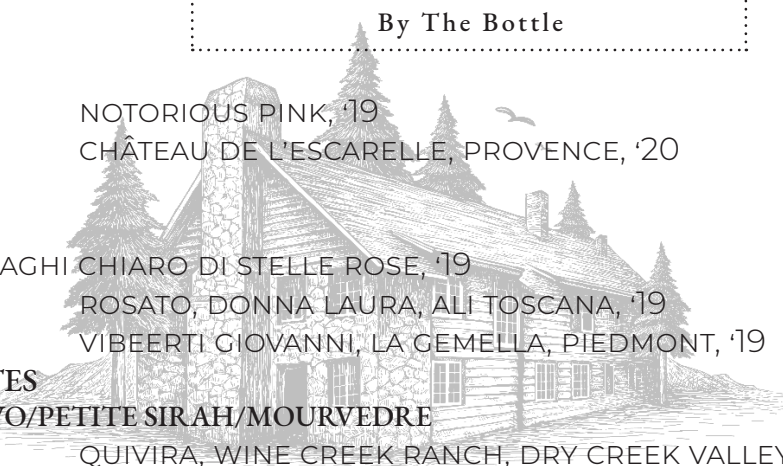 By The Bottle
NOTORIOUS PINK, ‘19
CHÂTEAU DE L’ESCARELLE, PROVENCE, ‘20
AGHI CHIARO DI STELLE ROSE, ‘19
ROSATO, DONNA LAURA, ALI TOSCANA, ‘19
VIBEERTI GIOVANNI, LA GEMELLA, PIEDMONT, ‘19
TES
VO/PETITE SIRAH/MOURVEDRE
QUIVIRA, WINE CREEK RANCH, DRY CREEK VALLEY